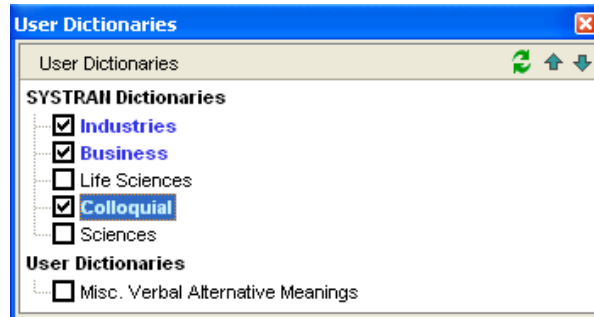 User Dictionaries
User Dictionaries
SYSTRAN Dictionaries
Industries
Business
Life Sciences
Colloquial
Sciences
User Dictionaries
Misc. Verbal Alternative Meanings